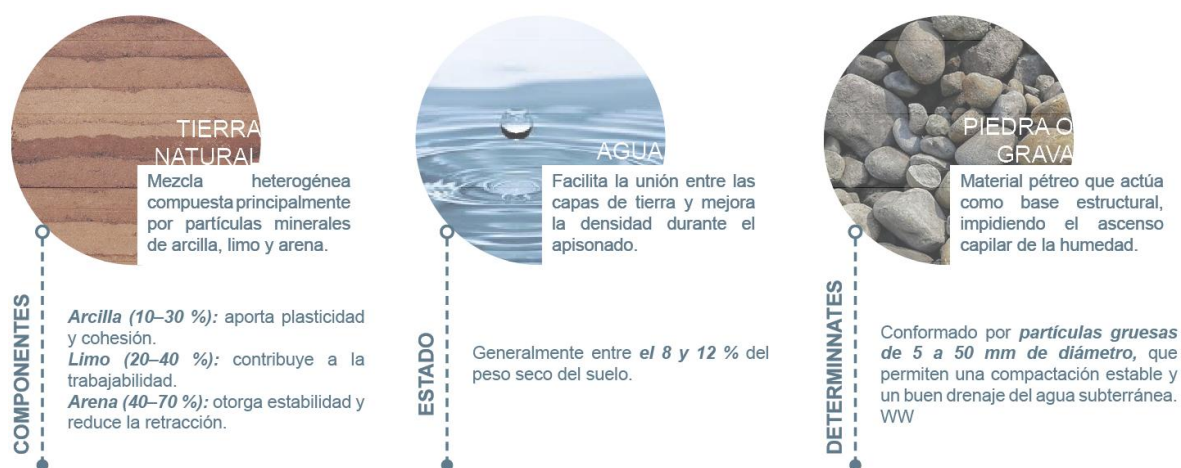 TIERRA
NATURAL
Mezcla heterogénea
compuesta principalmente
por partículas minerales
de arcilla, limo y arena.
COMPONENTES
Arcilla (10–30 %): aporta plasticidad
y cohesión.
Limo (20–40 %): contribuye a la
trabajabilidad.
Arena (40–70 %): otorga estabilidad y
reduce la retracción.
AGUA
Facilita la unión entre las
capas de tierra y mejora
la densidad durante el
apisonado.
ESTADO
Generalmente entre el 8 y 12 % del
peso seco del suelo.
PIEDRA O
GRAVA
Material pétreo que actúa
como base estructural,
impidiendo el ascenso
capilar de la humedad.
DETERMINNATES
Conformado por partículas gruesas
de 5 a 50 mm de diámetro, que
permiten una compactación estable y
un buen drenaje del agua subterránea.
WW